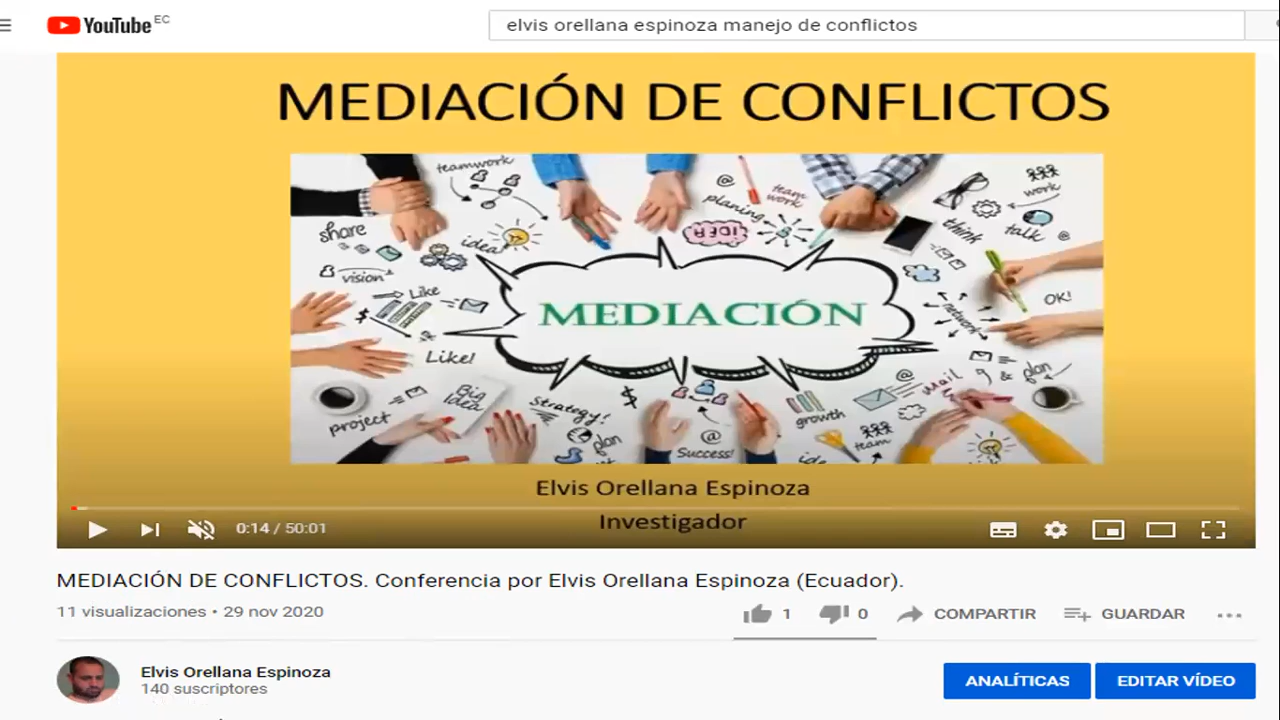 YouTube EC
elvis orellana espinoza manejo de conflictos
MEDIACIÓN DE CONFLICTOS
teamwork
share
idea
planing
team work
IDEA
work
think
talk
@
@
vision
Like
$
MEDIACIÓN
network
OK!
Like!
Big Idea
project
Strategy!
$
plan
@
Success!
growth
@
mail
&
plan
team
Elvis Orellana Espinoza
Investigador
0:14 / 50:01
MEDIACIÓN DE CONFLICTOS. Conferencia por Elvis Orellana Espinoza (Ecuador).
11 visualizaciones • 29 nov 2020
1 0 COMPARTIR GUARDAR ...
Elvis Orellana Espinoza
140 suscriptores
ANALÍTICAS EDITAR VÍDEO